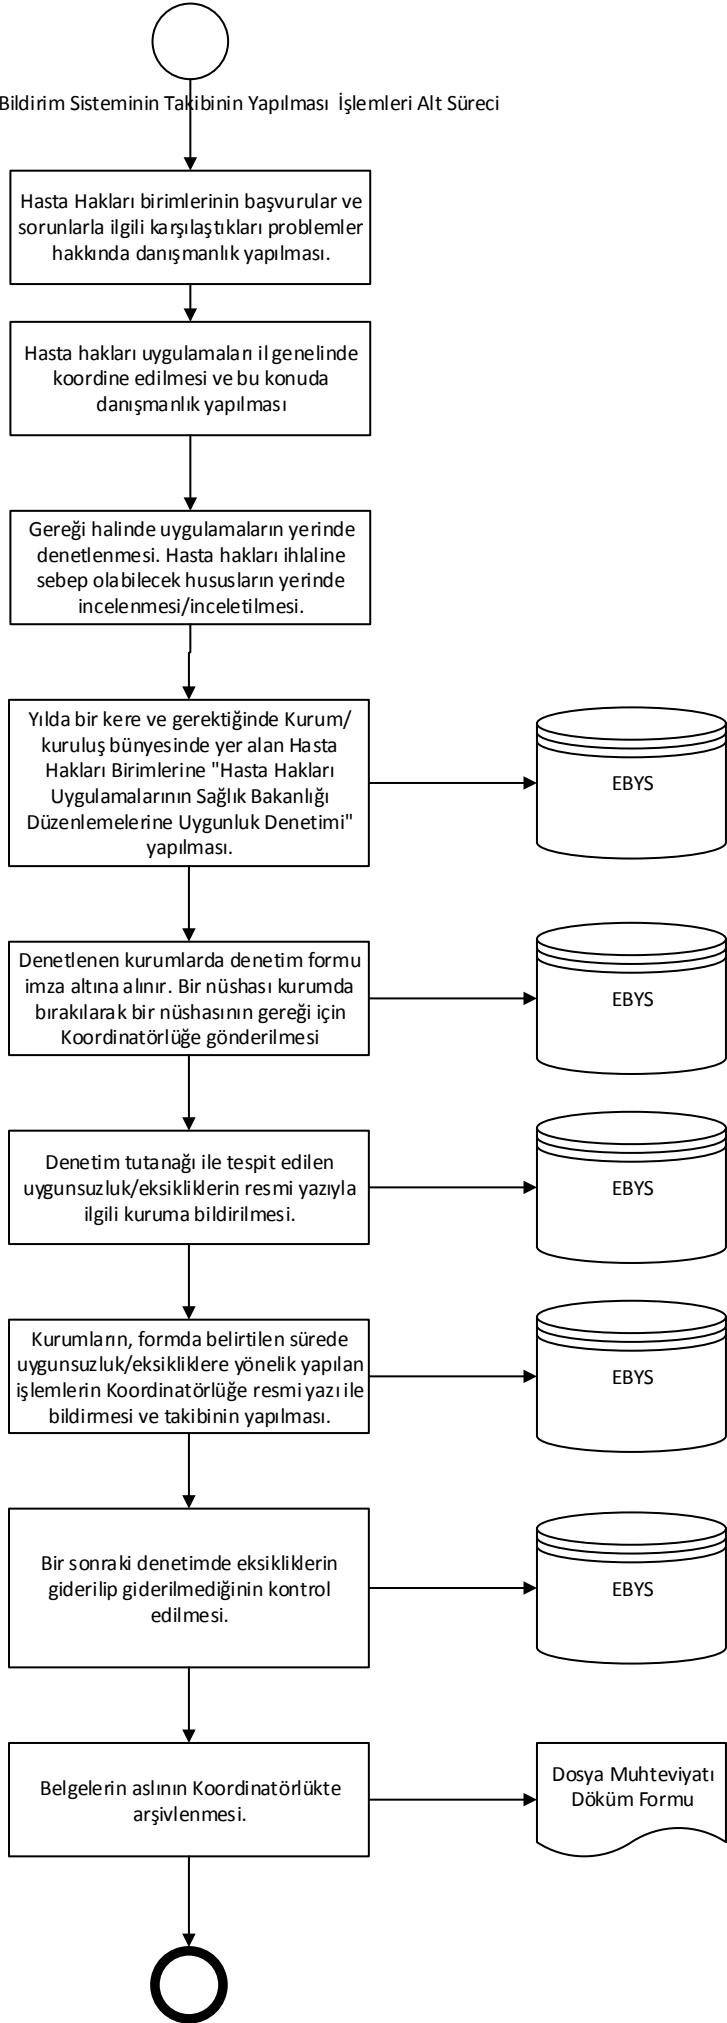 Bildirim Sisteminin Takibinin Yapılması İşlemleri Alt Süreci
Hasta Hakları birimlerinin başvurular ve
sorunlarla ilgili karşılaştıkları problemler
hakkında danışmanlık yapılması.
Hasta hakları uygulamaları il genelinde
koordine edilmesi ve bu konuda
danışmanlık yapılması
Gereği halinde uygulamaların yerinde
denetlenmesi. Hasta hakları ihlaline
sebep olabilecek hususların yerinde
incelenmesi/inceletilmesi.
Yılda bir kere ve gerektiğinde Kurum/
kuruluş bünyesinde yer alan Hasta
Hakları Birimlerine "Hasta Hakları
Uygulamalarının Sağlık Bakanlığı
Düzenlemelerine Uygunluk Denetimi"
yapılması.
EBYS
Denetlenen kurumlarda denetim formu
imza altına alınır. Bir nüshası kurumda
bırakılarak bir nüshasının gereği için
Koordinatörlüğe gönderilmesi
EBYS
Denetim tutanağı ile tespit edilen
uygunsuzluk/eksikliklerin resmi yazıyla
ilgili kuruma bildirilmesi.
EBYS
Kurumların, formda belirtilen sürede
uygunsuzluk/eksikliklere yönelik yapılan
işlemlerin Koordinatörlüğe resmi yazı ile
bildirmesi ve takibinin yapılması.
EBYS
Bir sonraki denetimde eksikliklerin
giderilip giderilmediğinin kontrol
edilmesi.
EBYS
Belgelerin aslının Koordinatörlükte
arşivlenmesi.
Dosya Muhteviyatı
Döküm Formu